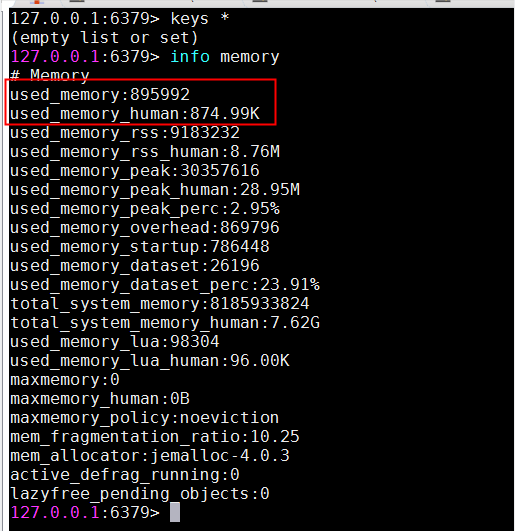 127.0.0.1:6379> keys *
(empty list or set)
127.0.0.1:6379> info memory
# Memory
used_memory:895992
used_memory_human:874.99K
used_memory_rss:9183232
used_memory_rss_human:8.76M
used_memory_peak:30357616
used_memory_peak_human:28.95M
used_memory_peak_perc:2.95%
used_memory_overhead:869796
used_memory_startup:786448
used_memory_dataset:26196
used_memory_dataset_perc:23.91%
total_system_memory:8185933824
total_system_memory_human:7.62G
used_memory_lua:98304
used_memory_lua_human:96.00K
maxmemory:0
maxmemory_human:0B
maxmemory_policy:noeviction
mem_fragmentation_ratio:10.25
mem_allocator:jemalloc-4.0.3
active_defrag_running:0
lazyfree_pending_objects:0
127.0.0.1:6379>